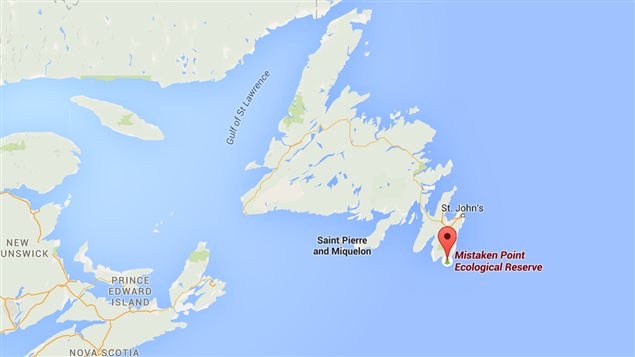 Gulf of St Lawrence
St. John's
Saint Pierre
and Miquelon
Mistaken Point
Ecological Reserve
NEW
UNSWICK
PRINCE
EDWARD
ISLAND
NOVA SCOTIA